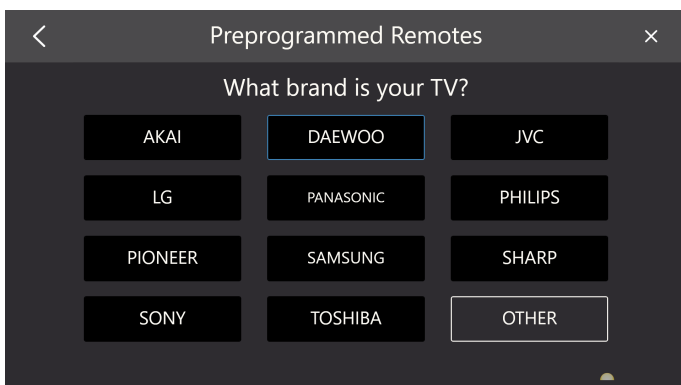 Preprogrammed Remotes
What brand is your TV?
AKAI DAEWOO JVC
LG PANASONIC PHILIPS
PIONEER SAMSUNG SHARP
SONY TOSHIBA OTHER